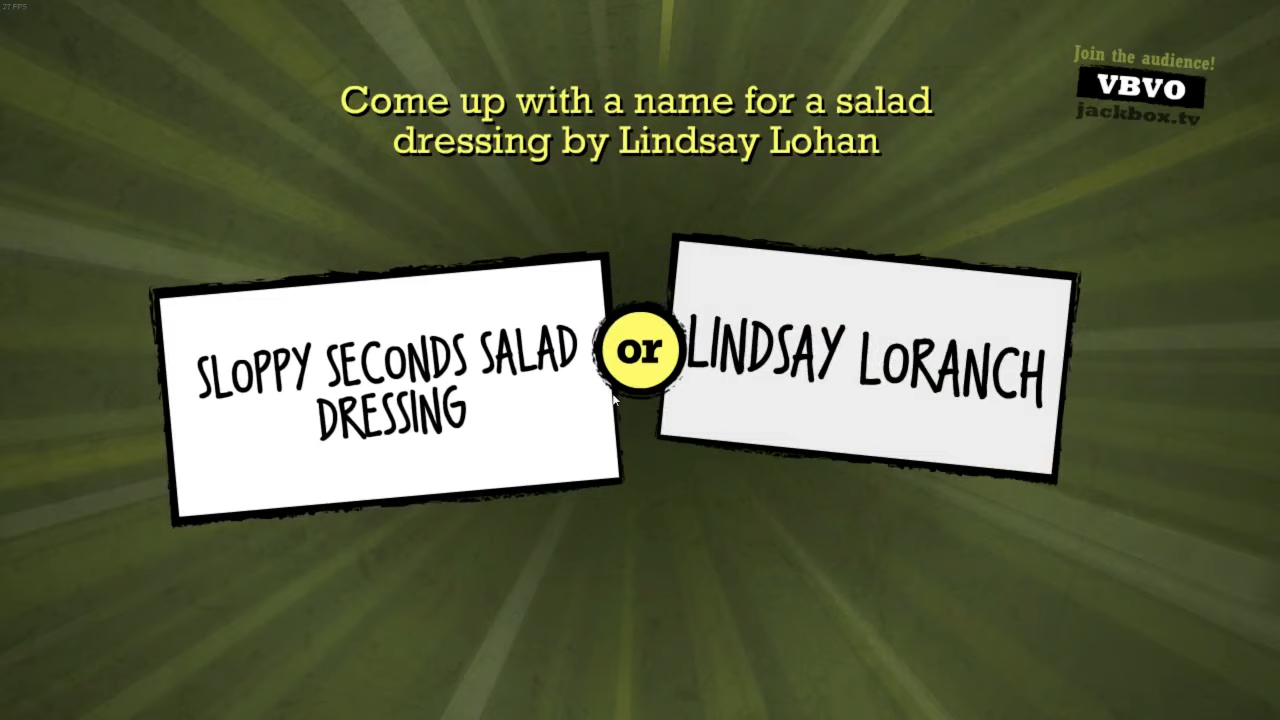 27 FPS
Join the audience!
VBVO
jackbox.tv
Come up with a name for a salad
dressing by Lindsay Lohan
SLOPPY SECONDS SALAD
DRESSING
or
LINDSAY LORANCH